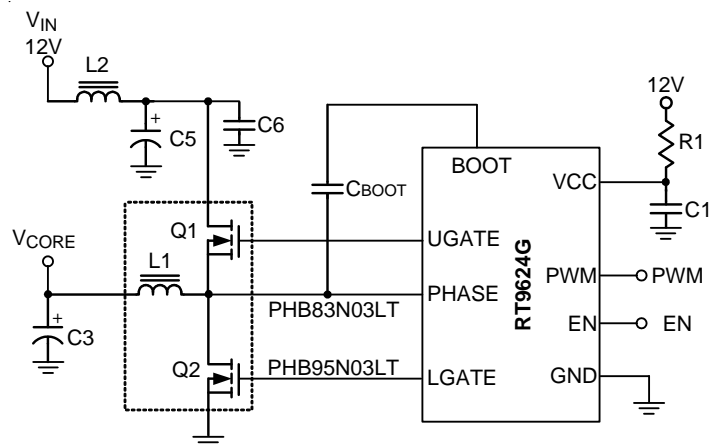 VIN
12V
L2
C5
C6
12V
R1
BOOT
CBOOT
VCC
C1
Q1
UGATE
VCORE
L1
PHASE
PHB83N03LT
RT9624G
PWM
PWM
C3
EN
EN
Q2
PHB95N03LT
LGATE
GND